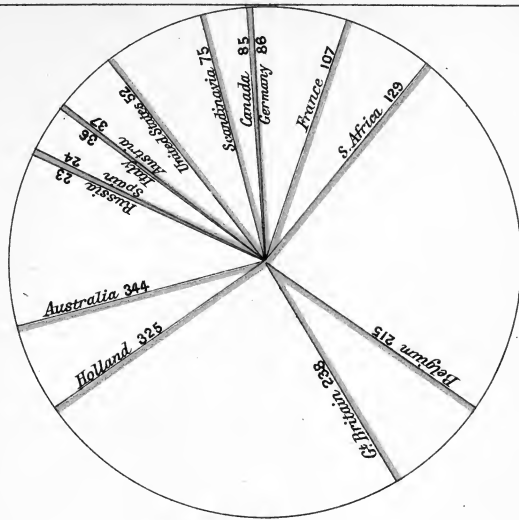 Russia 23
Spain 24
Italy 36
Austria 37
United States 52
Scandinavia 75
Canada 85
Germany 86
France 107
S. Africa 129
Belgium 215
Gt. Britain 238
Holland 325
Australia 344